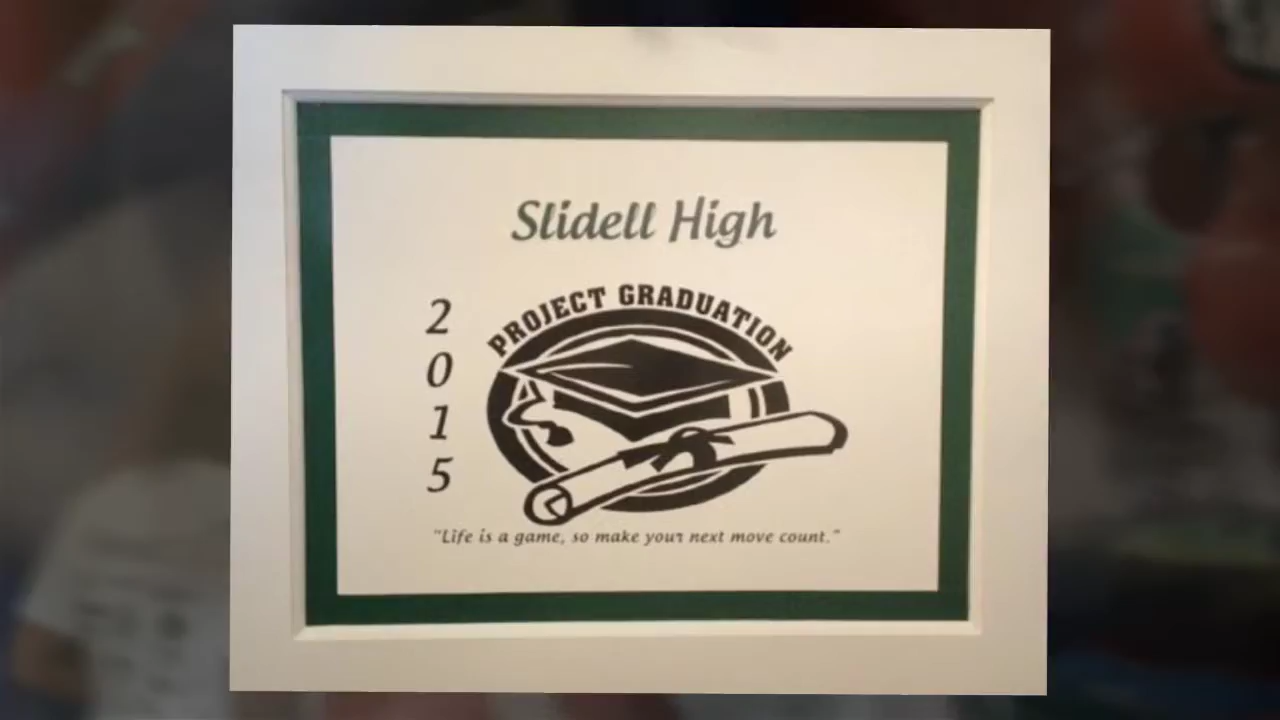 Slidell High
PROJECT GRADUATION
2
0
1
5
"Life is a game, so make your next move count."